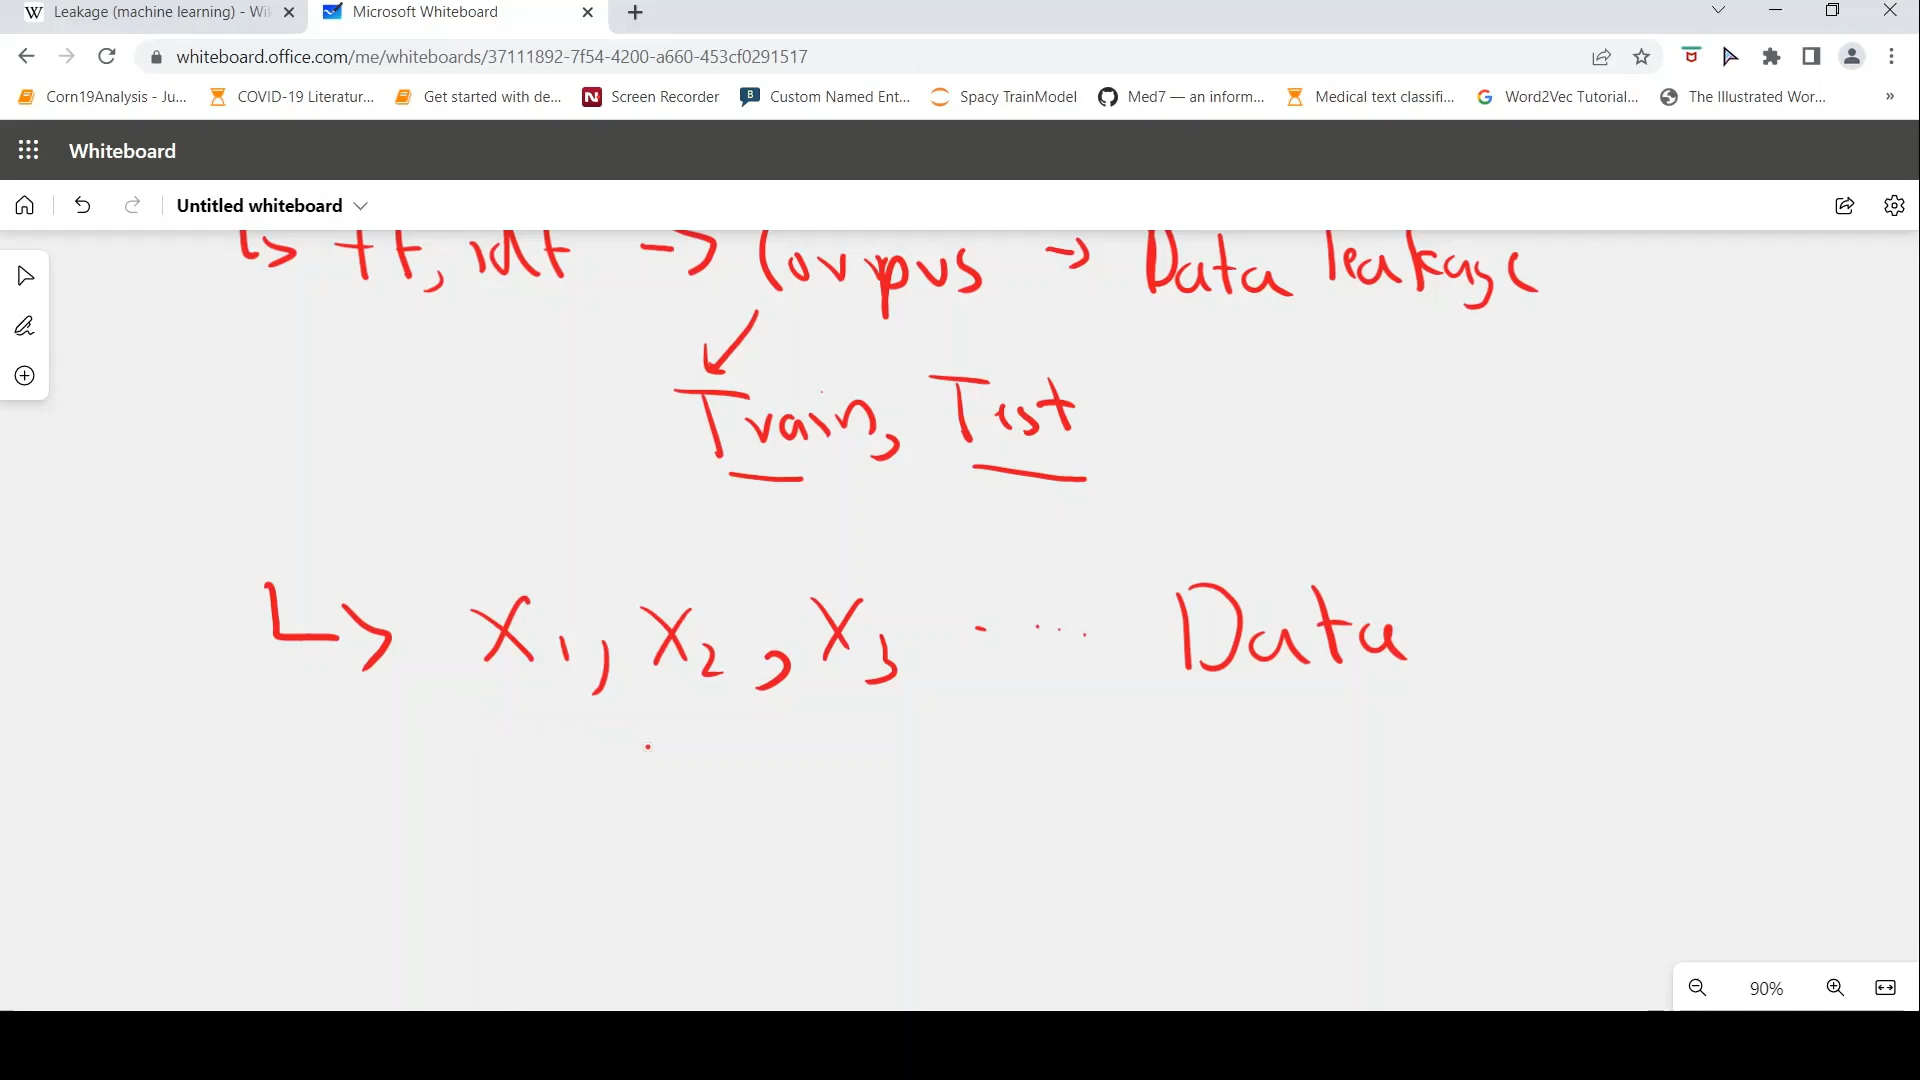 Leakage (machine learning) - Wi
Microsoft Whiteboard
whiteboard.office.com/me/whiteboards/37111892-7f54-4200-a660-453cf0291517
Corn19Analysis - Ju... COVID-19 Literatur... Get started with de... Screen Recorder Custom Named Ent... Spacy TrainModel Med7 — an inform... Medical text classifi... Word2Vec Tutorial... The Illustrated Wor... »
Whiteboard
Untitled whiteboard
↳ tf, idf → Corpus → Data leakage
Train, Test
↳ X1, X2, X3 ..... Data
90%